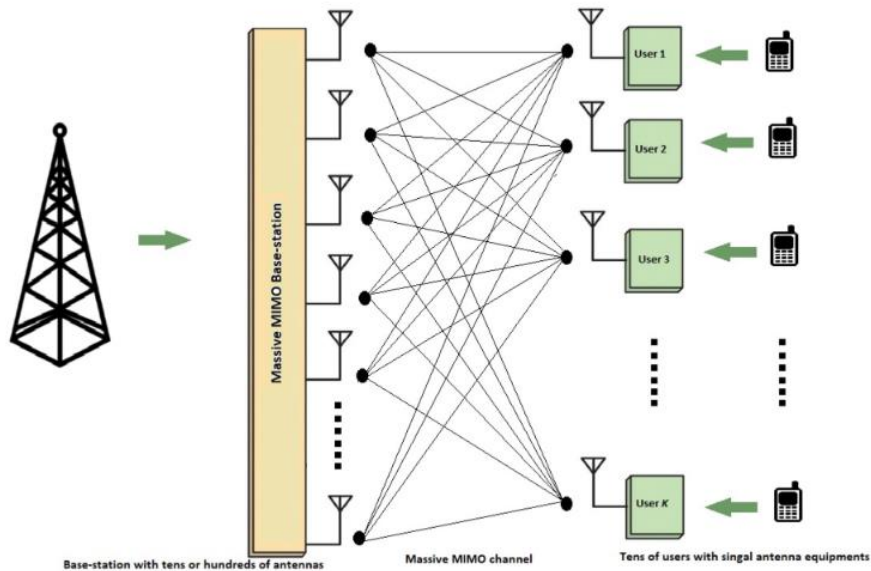 Massive MIMO Base-station
User 1
User 2
User 3
User K
Base-station with tens or hundreds of antennas
Massive MIMO channel
Tens of users with singal antenna equipments